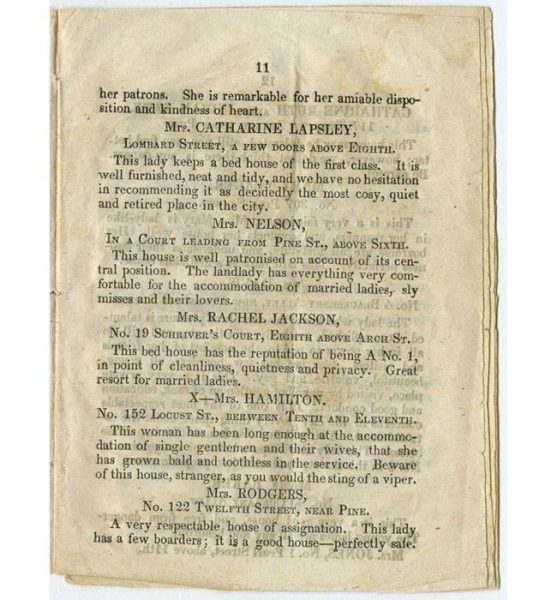 11
her patrons. She is remarkable for her amiable dispo-
sition and kindness of heart.
Mrs. CATHARINE LAPSLEY,
Lombard Street, a few doors above Eighth.
This lady keeps a bed house of the first class. It is
well furnished, neat and tidy, and we have no hesitation
in recommending it as decidedly the most cosy, quiet
and retired place in the city.
Mrs. NELSON,
In a Court leading from Pine St., above Sixth.
This house is well patronised on account of its cen-
tral position. The landlady has everything very com-
fortable for the accommodation of married ladies, sly
misses and their lovers.
Mrs. RACHEL JACKSON,
No. 19 Schriver's Court, Eighth above Arch St.
This bed house has the reputation of being A No. 1,
in point of cleanliness, quietness and privacy. Great
resort for married ladies.
X—Mrs. HAMILTON.
No. 152 Locust St., berween Tenth and Eleventh.
This woman has been long enough at the accommo-
dation of single gentlemen and their wives, that she
has grown bald and toothless in the service. Beware
of this house, stranger, as you would the sting of a viper.
Mrs. RODGERS,
No. 122 Twelfth Street, near Pine.
A very respectable house of assignation. This lady
has a few boarders; it is a good house—perfectly safe.